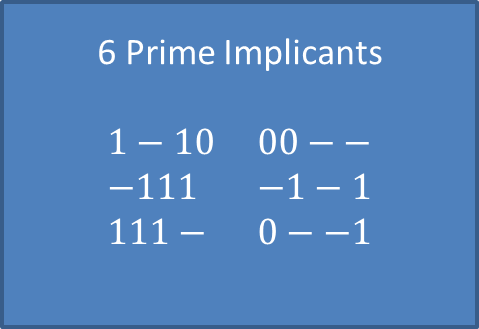 6 Prime Implicants
1 − 10 00 − −
−111 −1 − 1
111 − 0 − −1